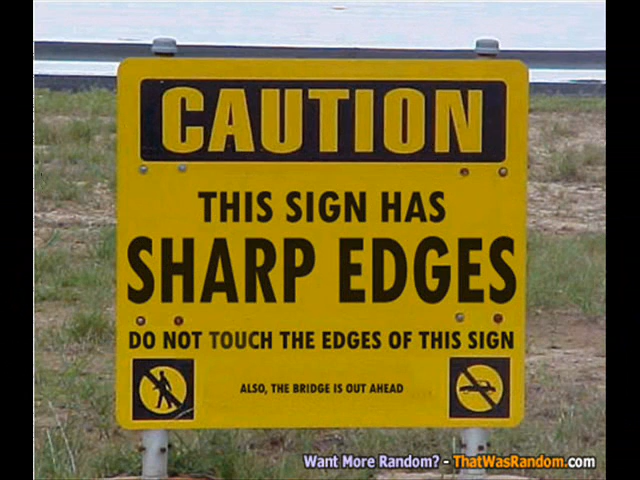 CAUTION
THIS SIGN HAS
SHARP EDGES
DO NOT TOUCH THE EDGES OF THIS SIGN
ALSO, THE BRIDGE IS OUT AHEAD
Want More Random? - ThatWasRandom.com